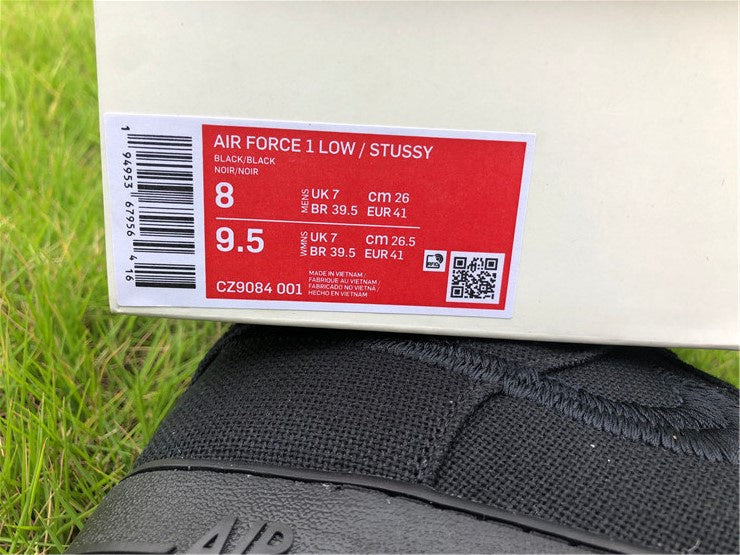 AIR FORCE 1 LOW / STUSSY
BLACK/BLACK
NOIR/NOIR
8
MENS
UK 7 cm 26
BR 39.5 EUR 41
9.5
WMNS
UK 7 cm 26.5
BR 39.5 EUR 41
CZ9084 001
MADE IN VIETNAM/
FABRIQUE AU VIETNAM/
FABRICADO NO VIETNÃ/
HECHO EN VIETNAM
1 94953 67956 4 16
AIR